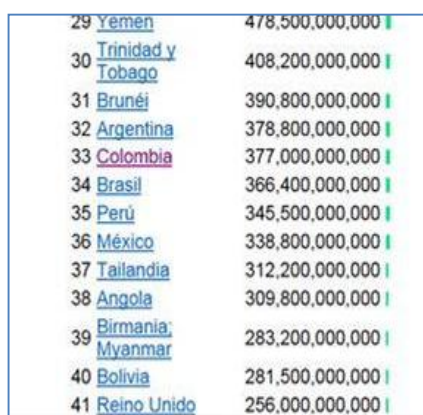 29 Yemen 478,500,000,000
30 Trinidad y
Tobago 408,200,000,000
31 Brunéi 390,800,000,000
32 Argentina 378,800,000,000
33 Colombia 377,000,000,000
34 Brasil 366,400,000,000
35 Perú 345,500,000,000
36 México 338,800,000,000
37 Tailandia 312,200,000,000
38 Angola 309,800,000,000
39 Birmania;
Myanmar 283,200,000,000
40 Bolivia 281,500,000,000
41 Reino Unido 256,000,000,000